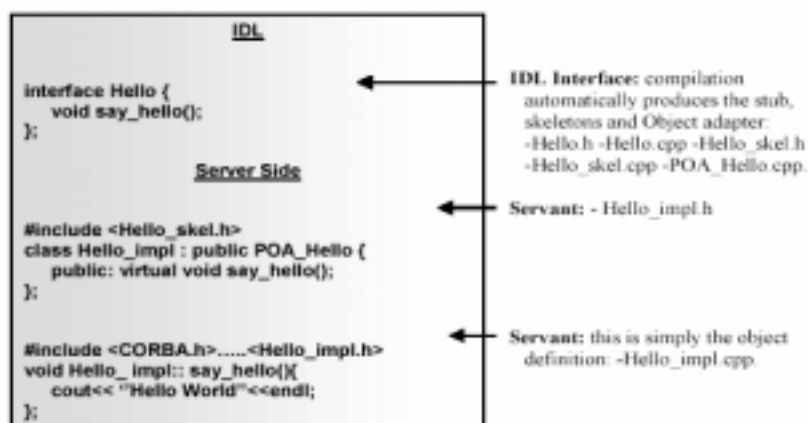 IDL
interface Hello {
void say_hello();
};
Server Side
#include <Hello_skel.h>
class Hello_impl : public POA_Hello {
public: virtual void say_hello();
};
#include <CORBA.h>.....<Hello_impl.h>
void Hello_ impl:: say_hello(){
cout<< "Hello World"<<endl;
};
IDL Interface: compilation
automatically produces the stub,
skeletons and Object adapter:
-Hello.h -Hello.cpp -Hello_skel.h
-Hello_skel.cpp -POA_Hello.cpp.
Servant: - Hello_impl.h
Servant: this is simply the object
definition: -Hello_impl.cpp.